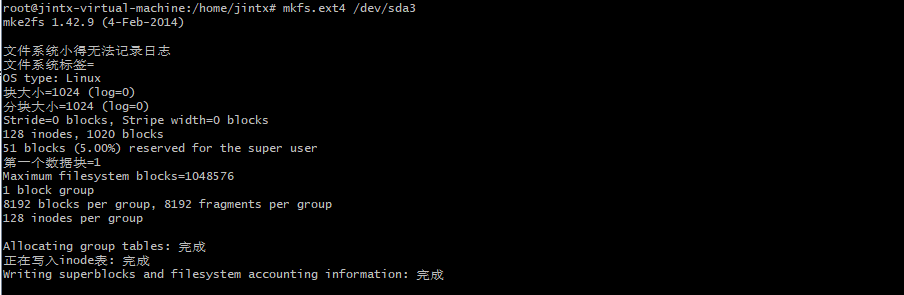 root@jintx-virtual-machine:/home/jintx# mkfs.ext4 /dev/sda3
mke2fs 1.42.9 (4-Feb-2014)
文件系统小得无法记录日志
文件系统标签=
OS type: Linux
块大小=1024 (log=0)
分块大小=1024 (log=0)
Stride=0 blocks, Stripe width=0 blocks
128 inodes, 1020 blocks
51 blocks (5.00%) reserved for the super user
第一个数据块=1
Maximum filesystem blocks=1048576
1 block group
8192 blocks per group, 8192 fragments per group
128 inodes per group
Allocating group tables: 完成
正在写入inode表: 完成
Writing superblocks and filesystem accounting information: 完成